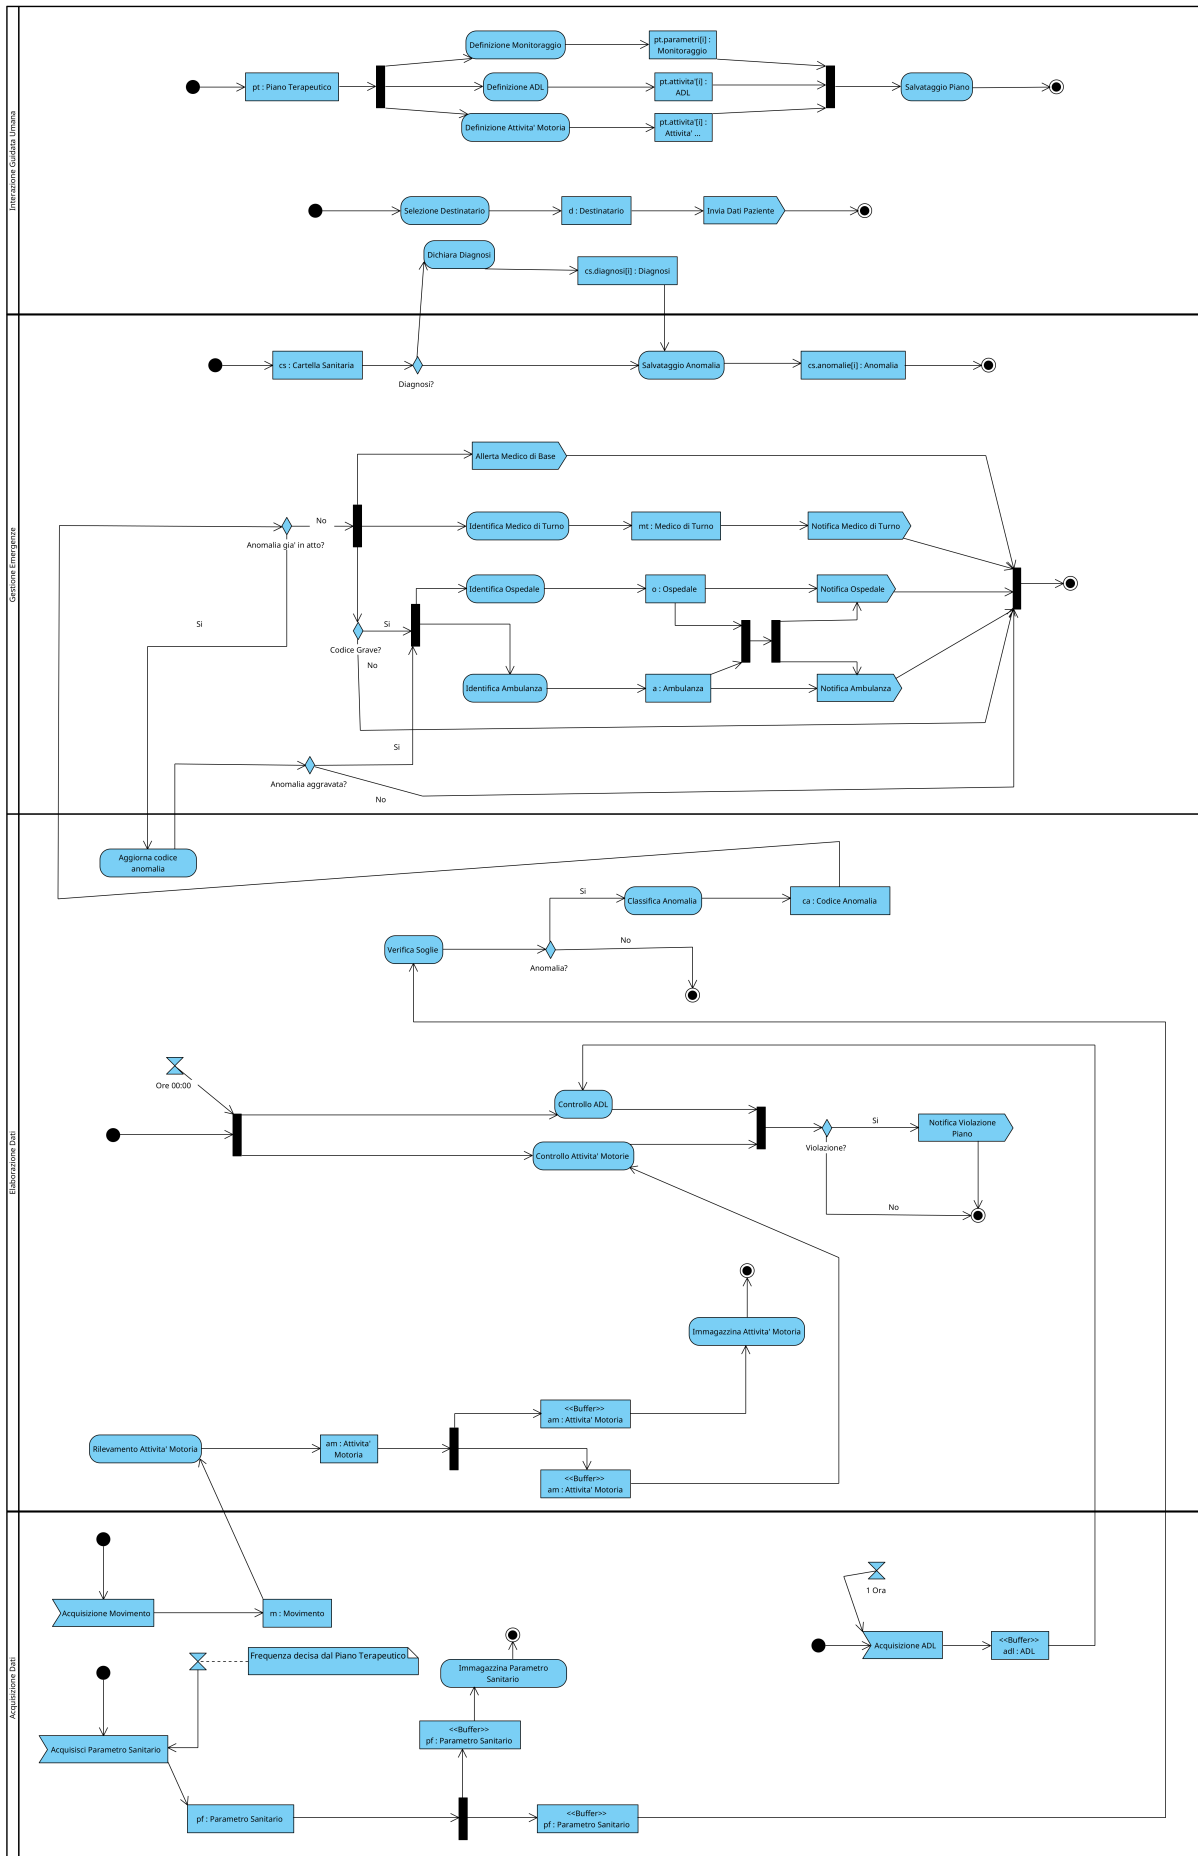 Interazione Guidata Umana
pt : Piano Terapeutico
Definizione Monitoraggio
pt.parametri[i] :
Monitoraggio
Definizione ADL
pt.attivita'[i] :
ADL
Definizione Attivita' Motoria
pt.attivita'[i] :
Attivita' ...
Salvataggio Piano
Selezione Destinatario
d : Destinatario
Invia Dati Paziente
Dichiara Diagnosi
cs.diagnosi[i] : Diagnosi
Gestione Emergenze
cs : Cartella Sanitaria
Diagnosi?
Salvataggio Anomalia
cs.anomalie[i] : Anomalia
Allerta Medico di Base
Anomalia gia' in atto?
No
Identifica Medico di Turno
mt : Medico di Turno
Notifica Medico di Turno
Identifica Ospedale
o : Ospedale
Notifica Ospedale
Si
Codice Grave?
Si
No
Identifica Ambulanza
a : Ambulanza
Notifica Ambulanza
Anomalia aggravata?
Si
No
Elaborazione Dati
Aggiorna codice
anomalia
Si
Classifica Anomalia
ca : Codice Anomalia
Verifica Soglie
Anomalia?
No
Ore 00:00
Controllo ADL
Controllo Attivita' Motorie
Violazione?
Si
Notifica Violazione
Piano
No
Immagazzina Attivita' Motoria
<<Buffer>>
am : Attivita' Motoria
Rilevamento Attivita' Motoria
am : Attivita'
Motoria
<<Buffer>>
am : Attivita' Motoria
Acquisizione Dati
Acquisizione Movimento
m : Movimento
1 Ora
Acquisizione ADL
<<Buffer>>
adl : ADL
Frequenza decisa dal Piano Terapeutico
Immagazzina Parametro
Sanitario
Acquisisci Parametro Sanitario
<<Buffer>>
pf : Parametro Sanitario
pf : Parametro Sanitario
<<Buffer>>
pf : Parametro Sanitario